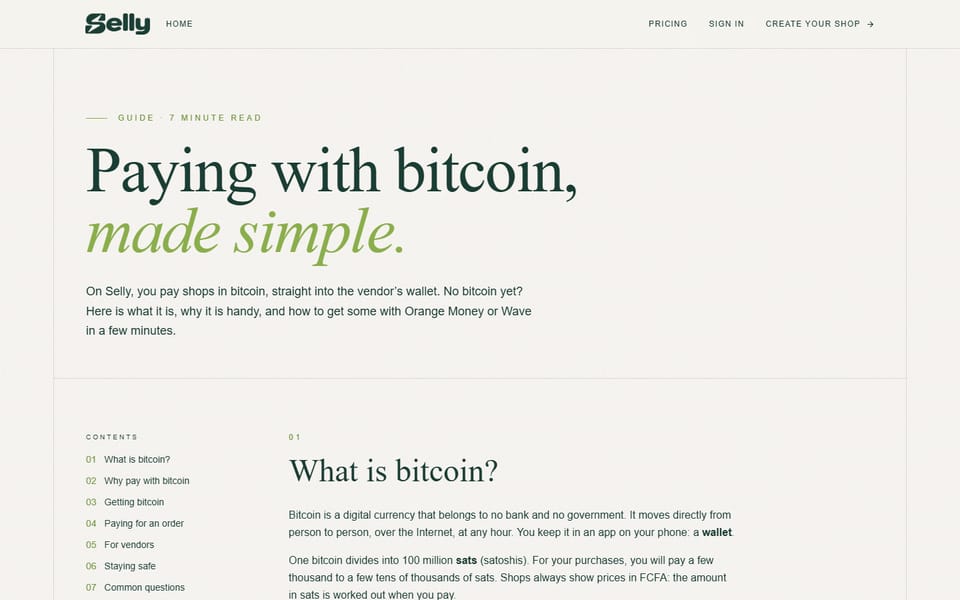 Selly
HOME
PRICING
SIGN IN
CREATE YOUR SHOP →
GUIDE · 7 MINUTE READ
Paying with bitcoin,
made simple.
On Selly, you pay shops in bitcoin, straight into the vendor’s wallet. No bitcoin yet?
Here is what it is, why it is handy, and how to get some with Orange Money or Wave
in a few minutes.
CONTENTS
01 What is bitcoin?
02 Why pay with bitcoin
03 Getting bitcoin
04 Paying for an order
05 For vendors
06 Staying safe
07 Common questions
01
What is bitcoin?
Bitcoin is a digital currency that belongs to no bank and no government. It moves directly from
person to person, over the Internet, at any hour. You keep it in an app on your phone: a wallet.
One bitcoin divides into 100 million sats (satoshis). For your purchases, you will pay a few
thousand to a few tens of thousands of sats. Shops always show prices in FCFA: the amount
in sats is worked out when you pay.